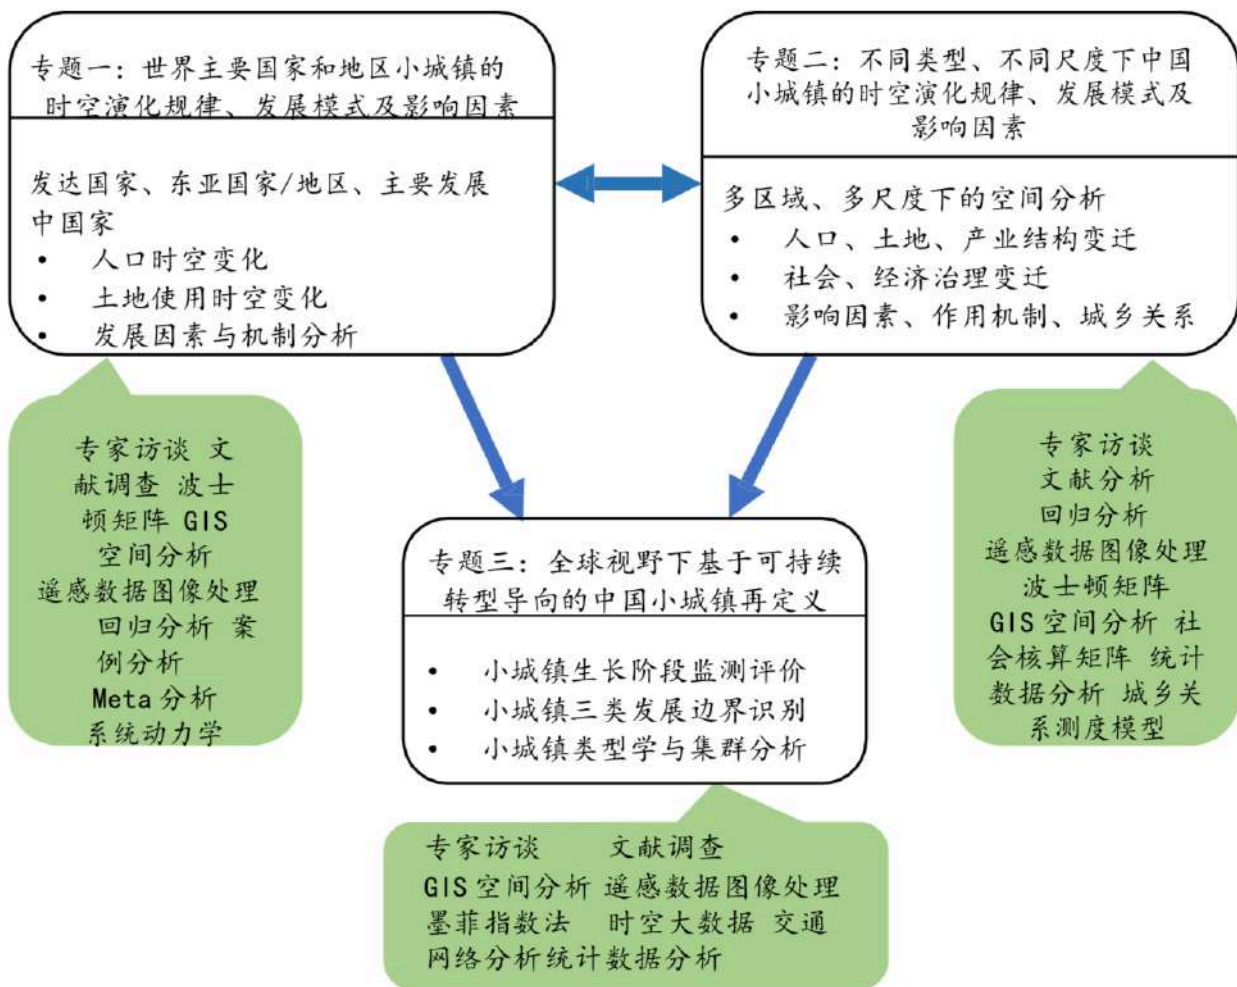 专题一：世界主要国家和地区小城镇的
时空演化规律、发展模式及影响因素
发达国家、东亚国家/地区、主要发展
中国家
• 人口时空变化
• 土地使用时空变化
• 发展因素与机制分析
专题二：不同类型、不同尺度下中国
小城镇的时空演化规律、发展模式及
影响因素
多区域、多尺度下的空间分析
• 人口、土地、产业结构变迁
• 社会、经济治理变迁
• 影响因素、作用机制、城乡关系
专家访谈 文
献调查 波士
顿矩阵 GIS
空间分析
遥感数据图像处理
回归分析 案
例分析
Meta 分析
系统动力学
专家访谈
文献分析
回归分析
遥感数据图像处理
波士顿矩阵
GIS 空间分析 社
会核算矩阵 统计
数据分析 城乡关
系测度模型
专题三：全球视野下基于可持续
转型导向的中国小城镇再定义
• 小城镇生长阶段监测评价
• 小城镇三类发展边界识别
• 小城镇类型学与集群分析
专家访谈 文献调查
GIS 空间分析 遥感数据图像处理
墨菲指数法 时空大数据 交通
网络分析统计数据分析